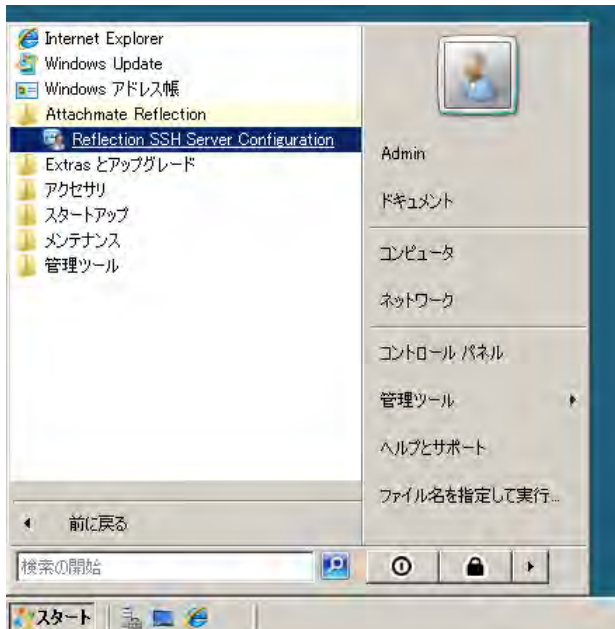 Internet Explorer
Windows Update
Windows アドレス帳
Attachmate Reflection
Reflection SSH Server Configuration
Extras とアップグレード
アクセサリ
スタートアップ
メンテナンス
管理ツール
前に戻る
検索の開始
Admin
ドキュメント
コンピュータ
ネットワーク
コントロール パネル
管理ツール
ヘルプとサポート
ファイル名を指定して実行...
スタート